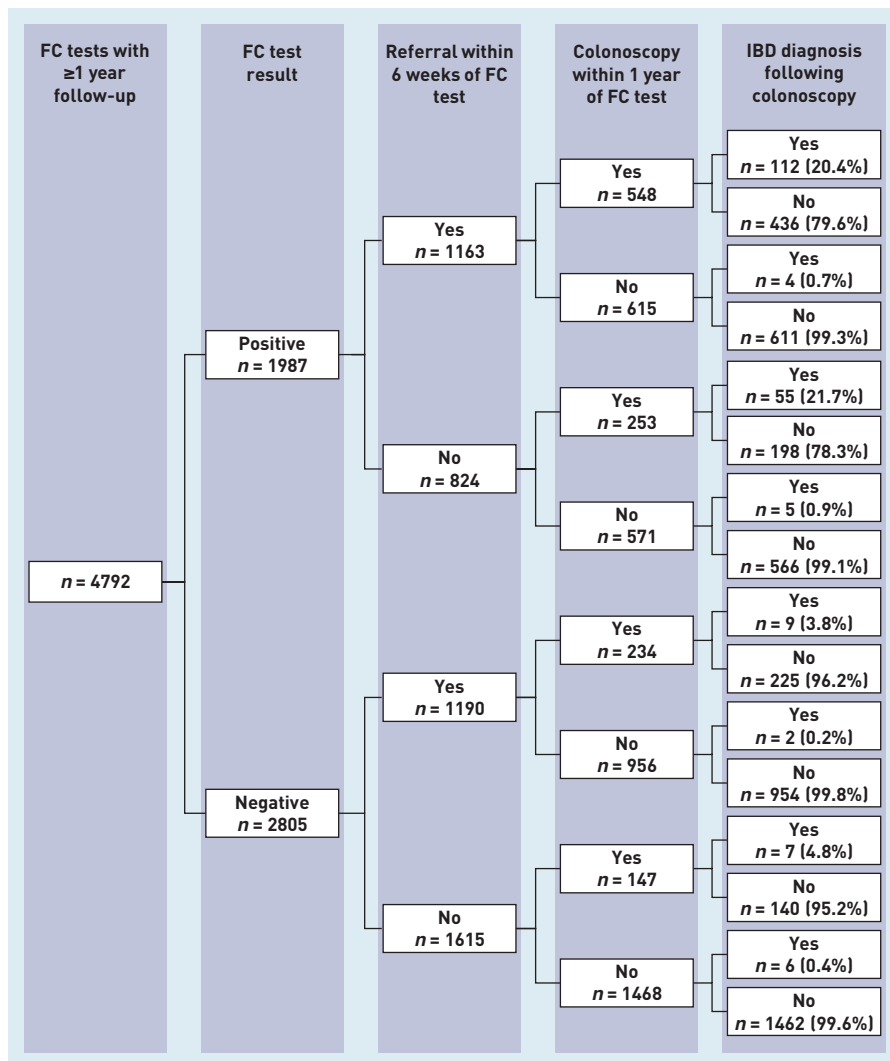 FC tests with
≥1 year
follow-up
FC test
result
Referral within
6 weeks of FC
test
Colonoscopy
within 1 year
of FC test
IBD diagnosis
following
colonoscopy
n = 4792
Positive
n = 1987
Negative
n = 2805
Yes
n = 1163
No
n = 824
Yes
n = 1190
No
n = 1615
Yes
n = 548
No
n = 615
Yes
n = 253
No
n = 571
Yes
n = 234
No
n = 956
Yes
n = 147
No
n = 1468
Yes
n = 112 (20.4%)
No
n = 436 (79.6%)
Yes
n = 4 (0.7%)
No
n = 611 (99.3%)
Yes
n = 55 (21.7%)
No
n = 198 (78.3%)
Yes
n = 5 (0.9%)
No
n = 566 (99.1%)
Yes
n = 9 (3.8%)
No
n = 225 (96.2%)
Yes
n = 2 (0.2%)
No
n = 954 (99.8%)
Yes
n = 7 (4.8%)
No
n = 140 (95.2%)
Yes
n = 6 (0.4%)
No
n = 1462 (99.6%)